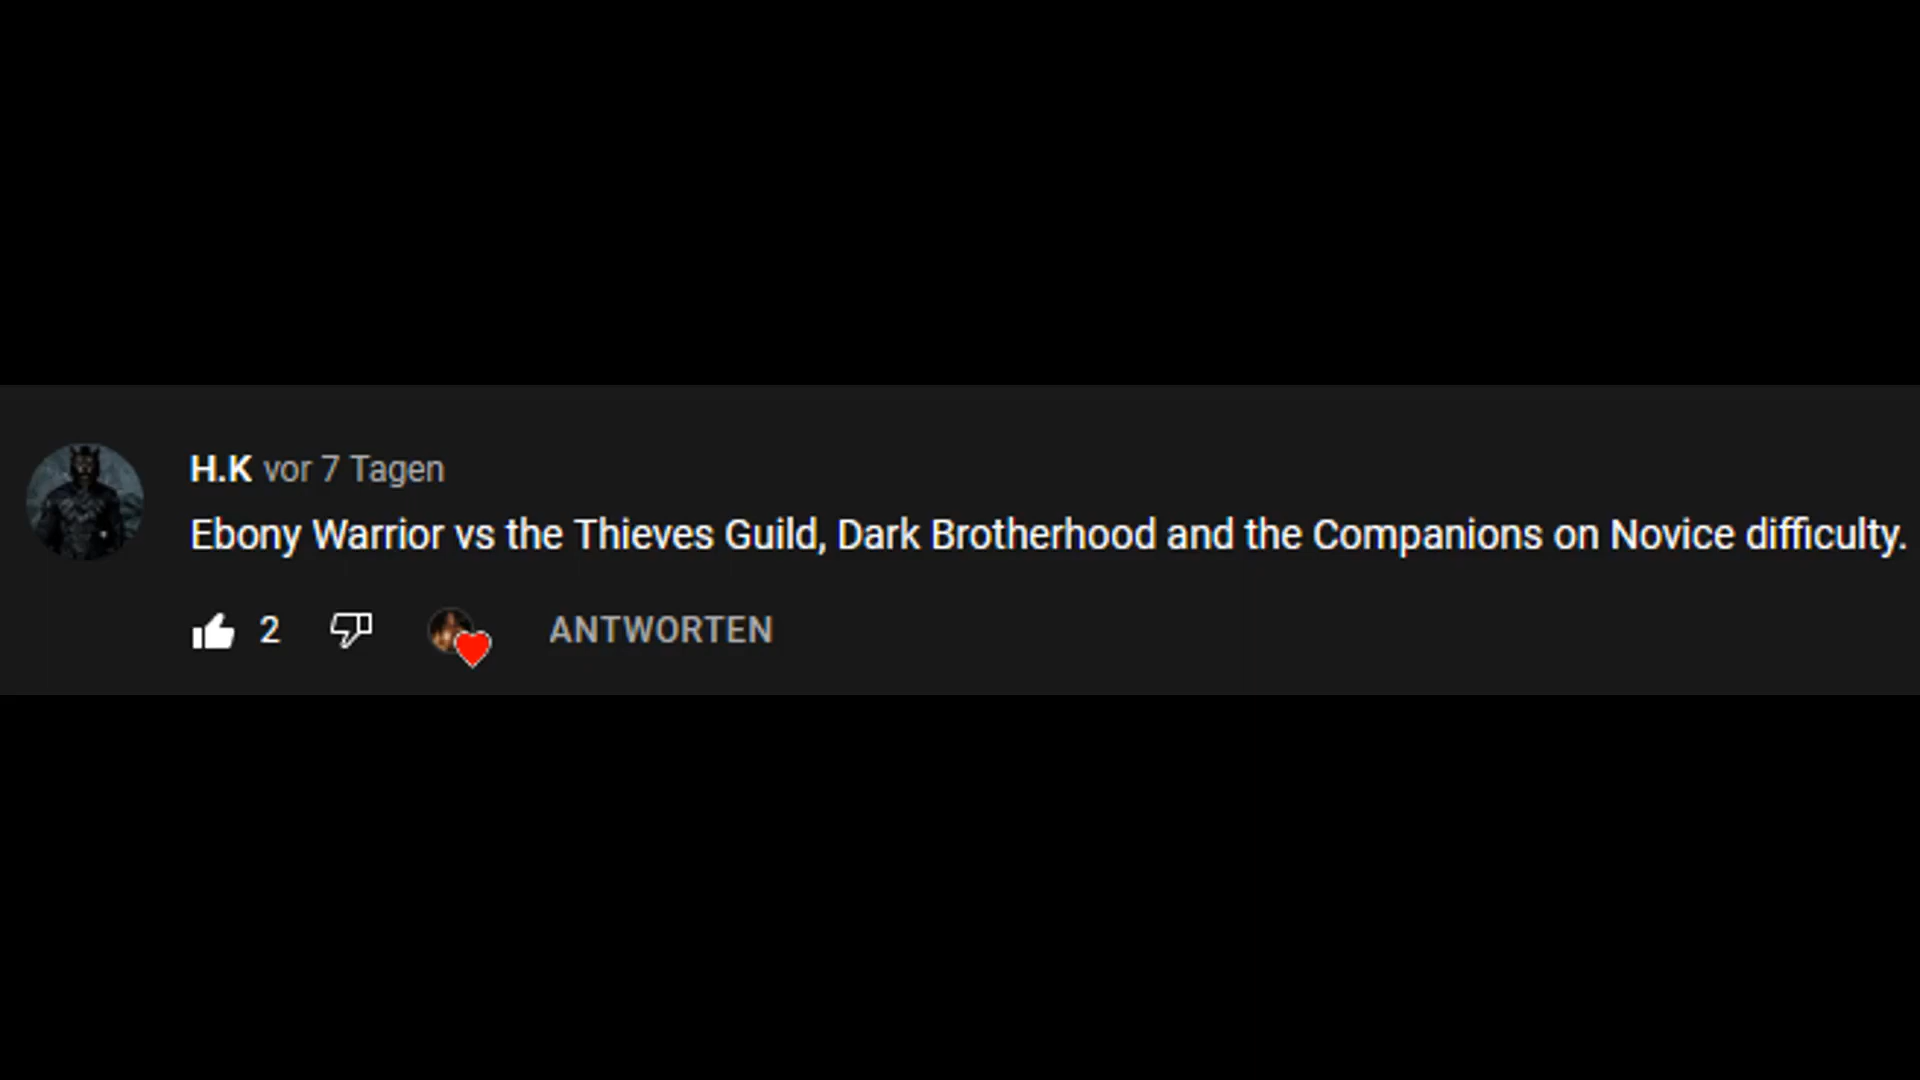 H.K vor 7 Tagen
Ebony Warrior vs the Thieves Guild, Dark Brotherhood and the Companions on Novice difficulty.
2 ANTWORTEN